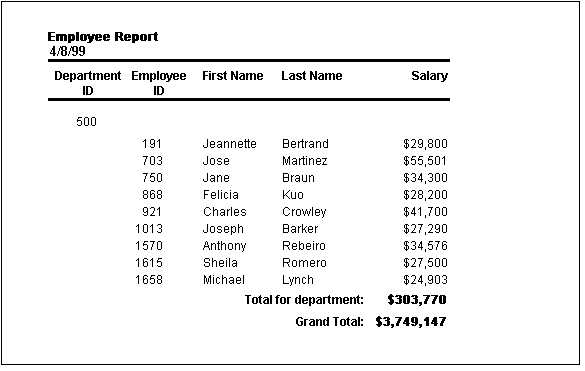 Employee Report
4/8/99
Department Employee First Name Last Name Salary
ID ID
500
191 Jeannette Bertrand $29,800
703 Jose Martinez $55,501
750 Jane Braun $34,300
868 Felicia Kuo $28,200
921 Charles Crowley $41,700
1013 Joseph Barker $27,290
1570 Anthony Rebeiro $34,576
1615 Sheila Romero $27,500
1658 Michael Lynch $24,903
Total for department: $303,770
Grand Total: $3,749,147